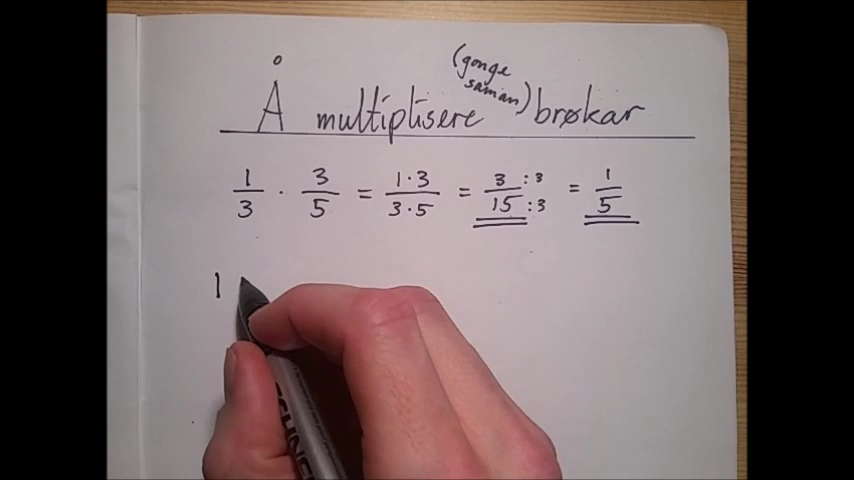 Å multiplisere (gonge saman) brøkar
1/3 · 3/5 = 1·3/3·5 = 3/15 :3/:3 = 1/5
1